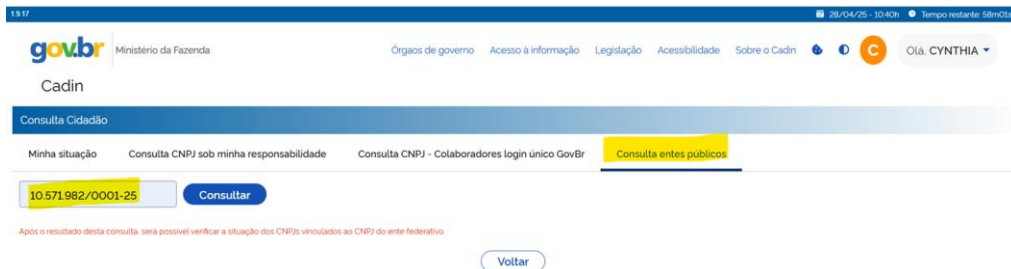 1.9.17 28/04/25 - 10:40h Tempo restante: 58m01s
gov.br Ministério da Fazenda Órgaos de governo Acesso à informação Legislação Acessibilidade Sobre o Cadin C Olá, CYNTHIA
Cadin
Consulta Cidadão
Minha situação Consulta CNPJ sob minha responsabilidade Consulta CNPJ - Colaboradores login único GovBr Consulta entes públicos
10.571.982/0001-25 Consultar
Após o resultado desta consulta, será possível verificar a situação dos CNPJs vinculados ao CNPJ do ente federativo.
Voltar